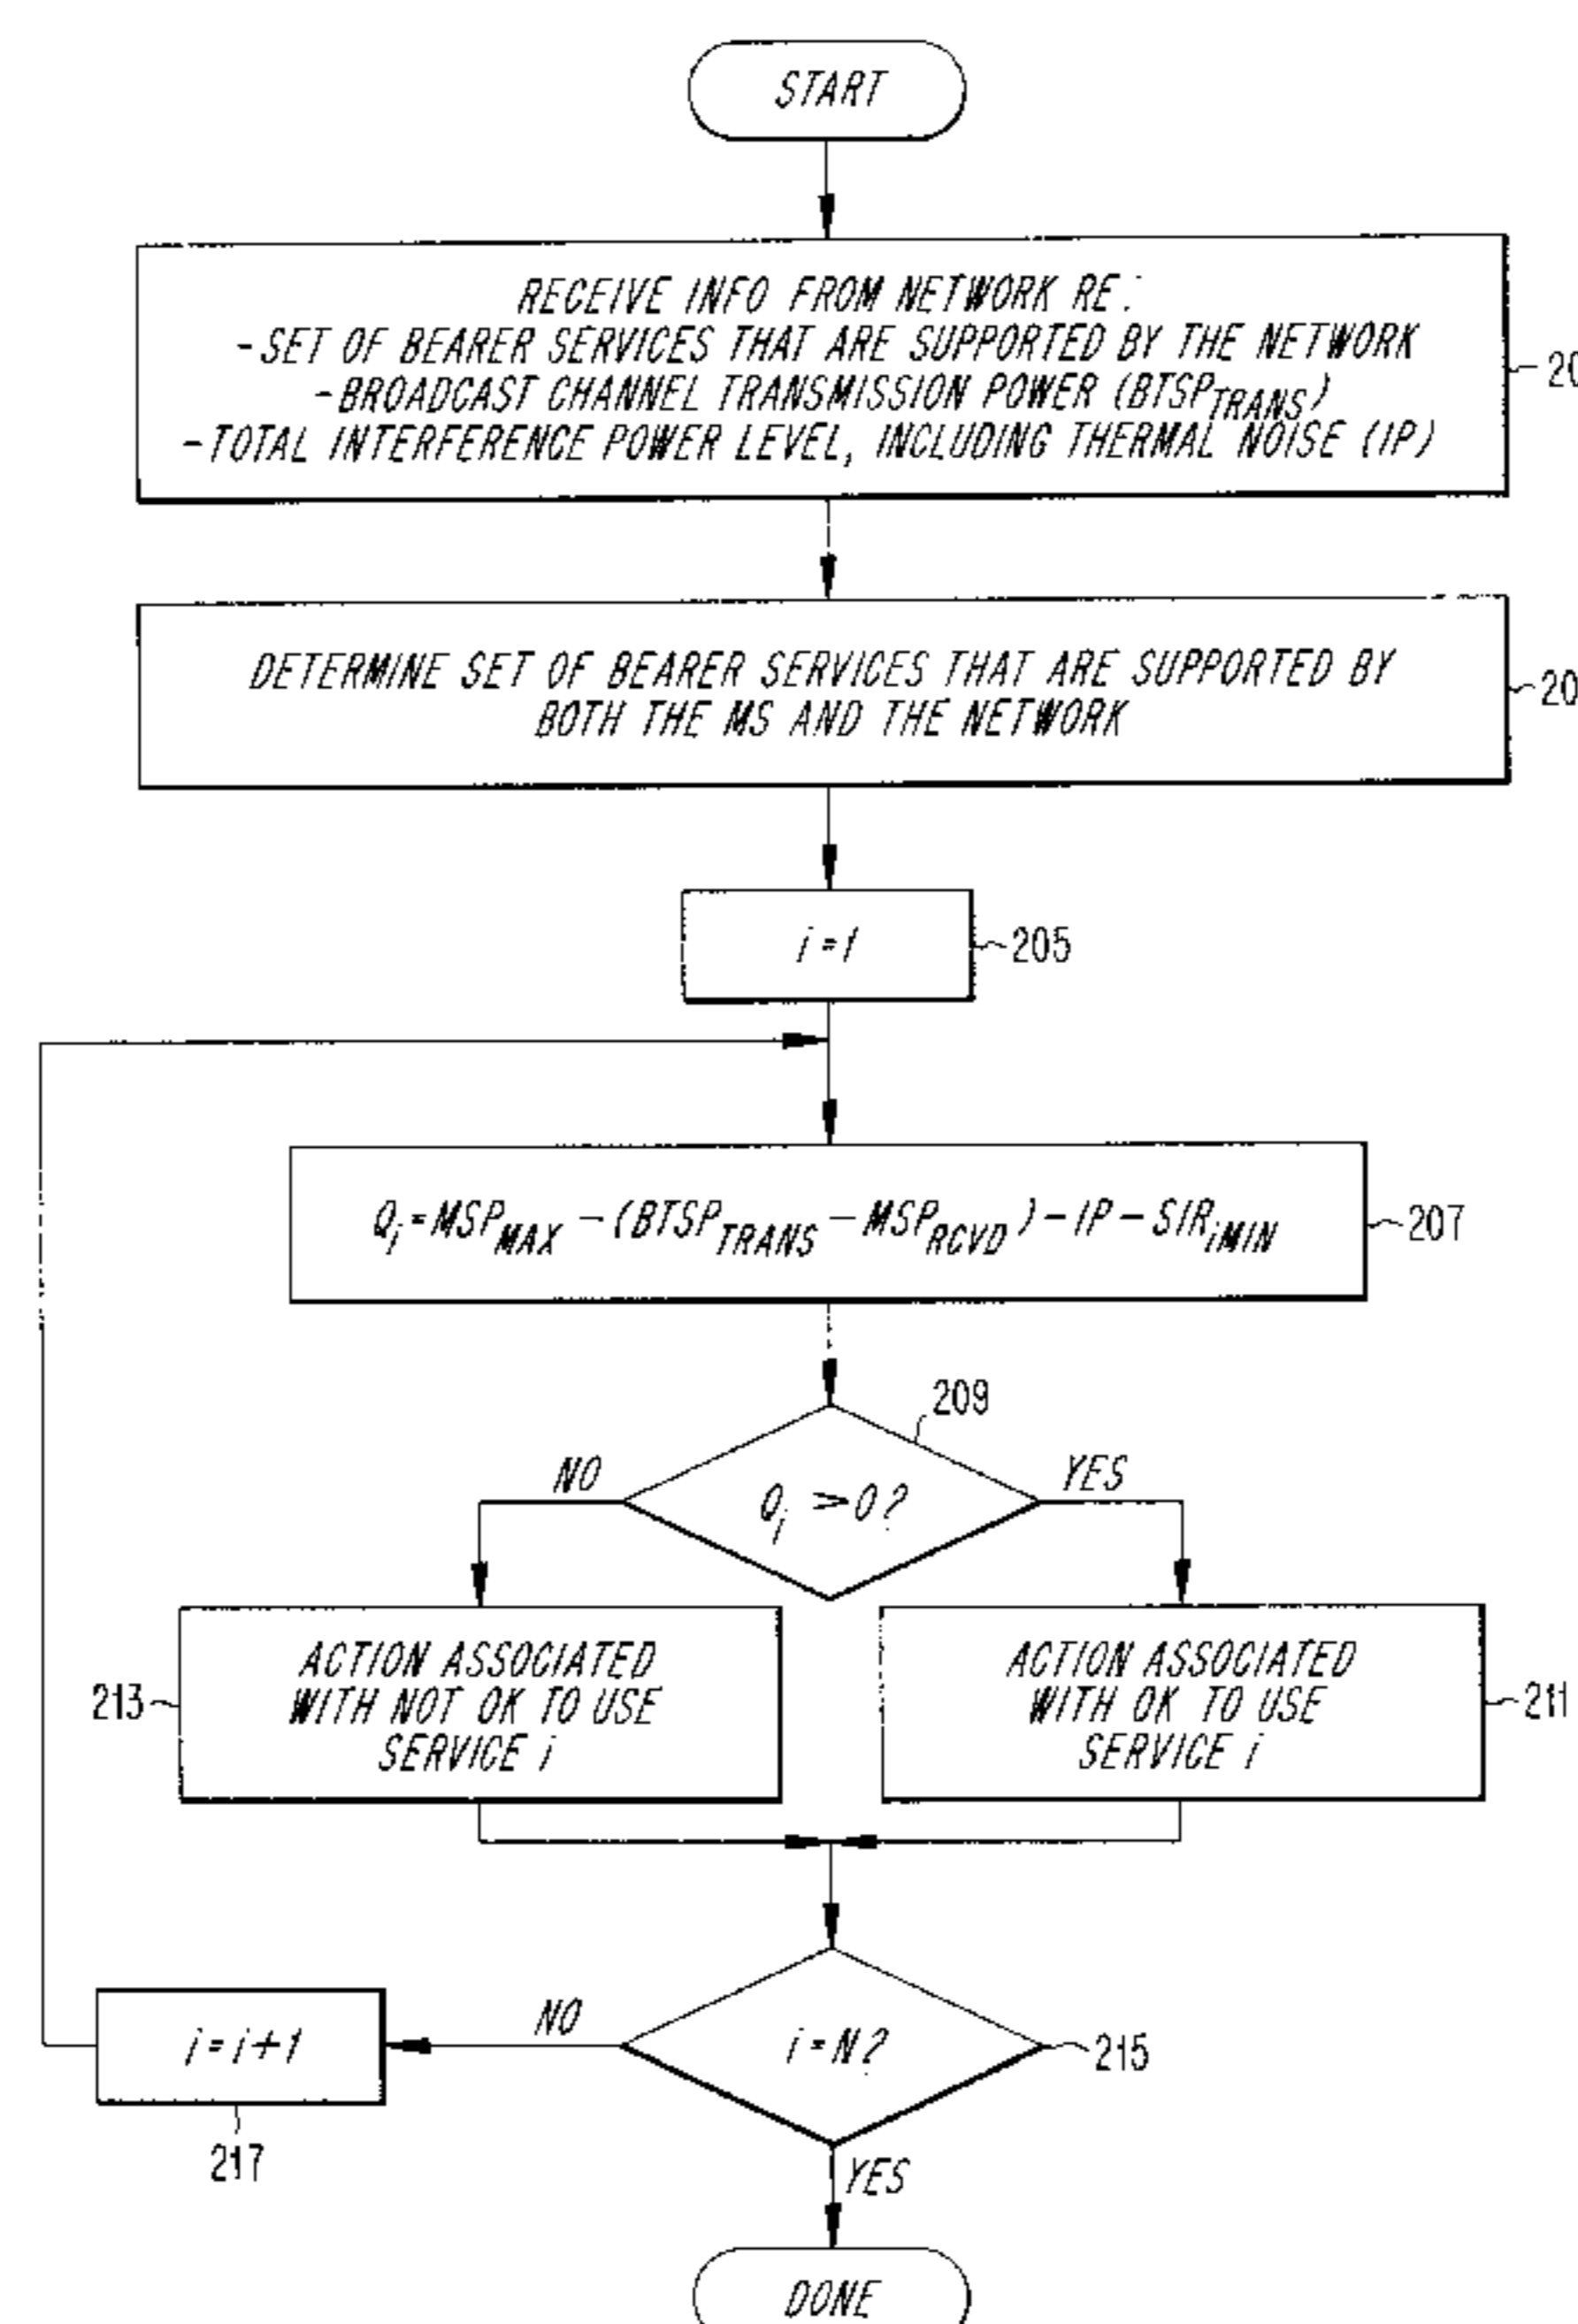 START
RECEIVE INFO FROM NETWORK RE:
-SET OF BEARER SERVICES THAT ARE SUPPORTED BY THE NETWORK
-BROADCAST CHANNEL TRANSMISSION POWER (BTSP_TRANS)
-TOTAL INTERFERENCE POWER LEVEL, INCLUDING THERMAL NOISE (IP)
20
DETERMINE SET OF BEARER SERVICES THAT ARE SUPPORTED BY
BOTH THE MS AND THE NETWORK
20
i=1
205
Q_i=MSP_MAX -(BTSP_TRANS -MSP_RCVD)-IP-SIR_iMIN
207
209
NO
YES
Q_i >0?
213
ACTION ASSOCIATED
WITH NOT OK TO USE
SERVICE i
ACTION ASSOCIATED
WITH OK TO USE
SERVICE i
211
i=i+1
NO
i=N?
215
217
YES
DONE